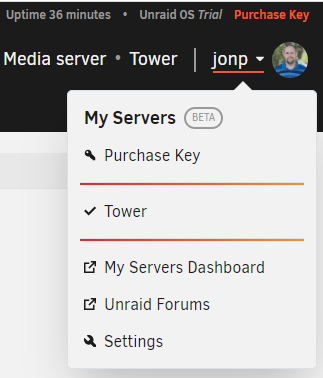 Uptime 36 minutes • Unraid OS Trial Purchase Key
Media server • Tower | jonp
My Servers BETA
Purchase Key
Tower
My Servers Dashboard
Unraid Forums
Settings